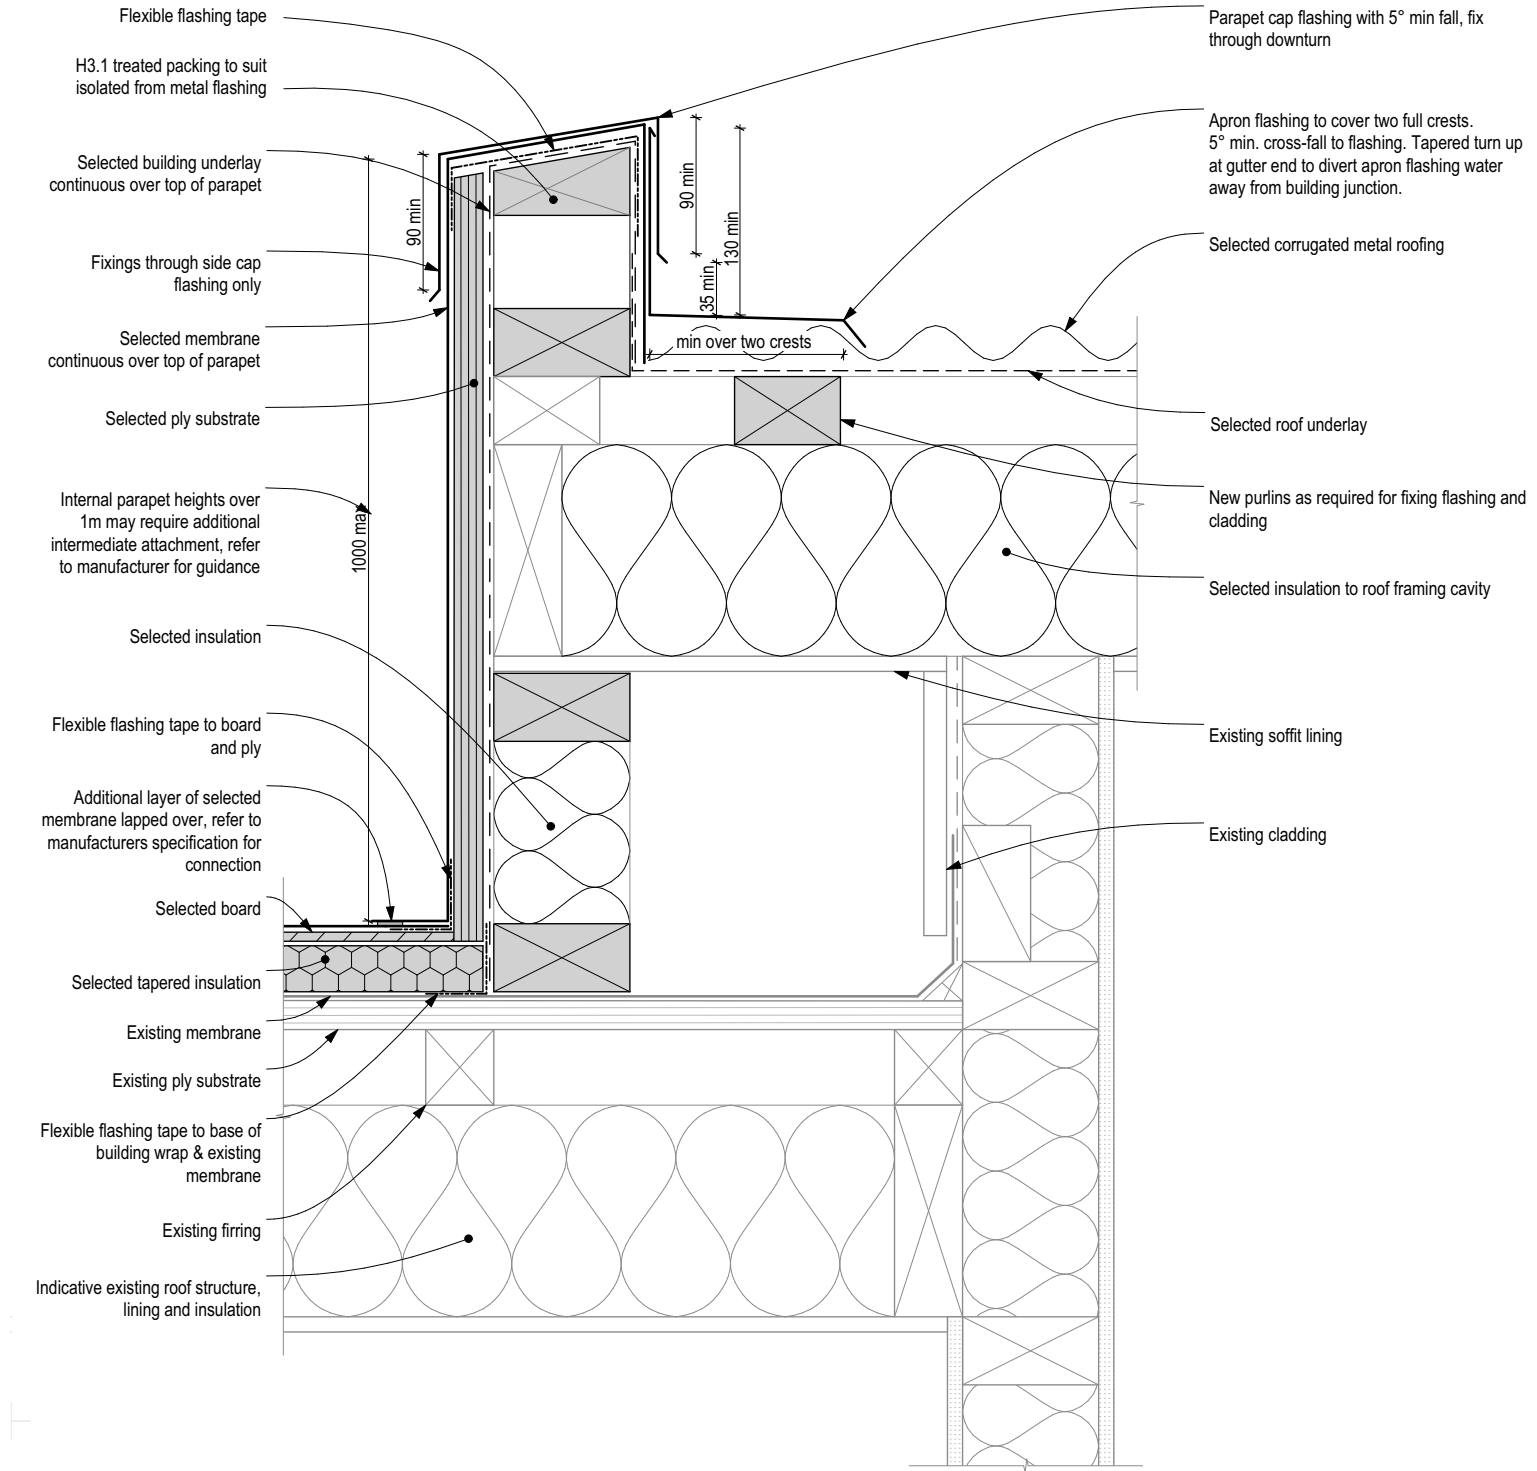 Flexible flashing tape
H3.1 treated packing to suit
isolated from metal flashing
Selected building underlay
continuous over top of parapet
Fixings through side cap
flashing only
Selected membrane
continuous over top of parapet
Selected ply substrate
Internal parapet heights over
1m may require additional
intermediate attachment, refer
to manufacturer for guidance
Selected insulation
Flexible flashing tape to board
and ply
Additional layer of selected
membrane lapped over, refer to
manufacturers specification for
connection
Selected board
Selected tapered insulation
Existing membrane
Existing ply substrate
Flexible flashing tape to base of
building wrap & existing
membrane
Existing firring
Indicative existing roof structure,
lining and insulation
90 min
1000 max
90 min
130 min
35 min
min over two crests
Parapet cap flashing with 5° min fall, fix
through downturn
Apron flashing to cover two full crests.
5° min. cross-fall to flashing. Tapered turn up
at gutter end to divert apron flashing water
away from building junction.
Selected corrugated metal roofing
Selected roof underlay
New purlins as required for fixing flashing and
cladding
Selected insulation to roof framing cavity
Existing soffit lining
Existing cladding